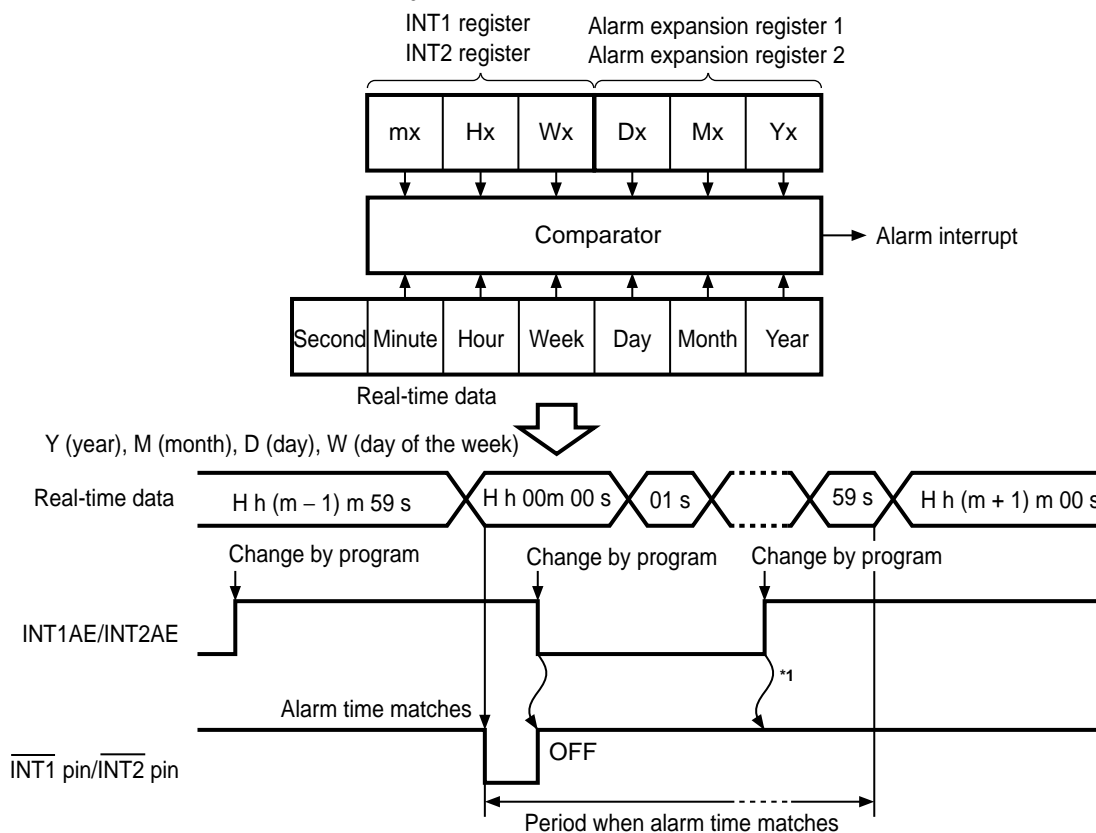 INT1 register Alarm expansion register 1
INT2 register Alarm expansion register 2
mx Hx Wx Dx Mx Yx
Comparator
Alarm interrupt
Second Minute Hour Week Day Month Year
Real-time data
Y (year), M (month), D (day), W (day of the week)
Real-time data
H h (m − 1) m 59 s H h 00m 00 s 01 s 59 s H h (m + 1) m 00 s
Change by program Change by program Change by program
INT1AE/INT2AE
*1
Alarm time matches
OFF
INT1 pin/INT2 pin
Period when alarm time matches